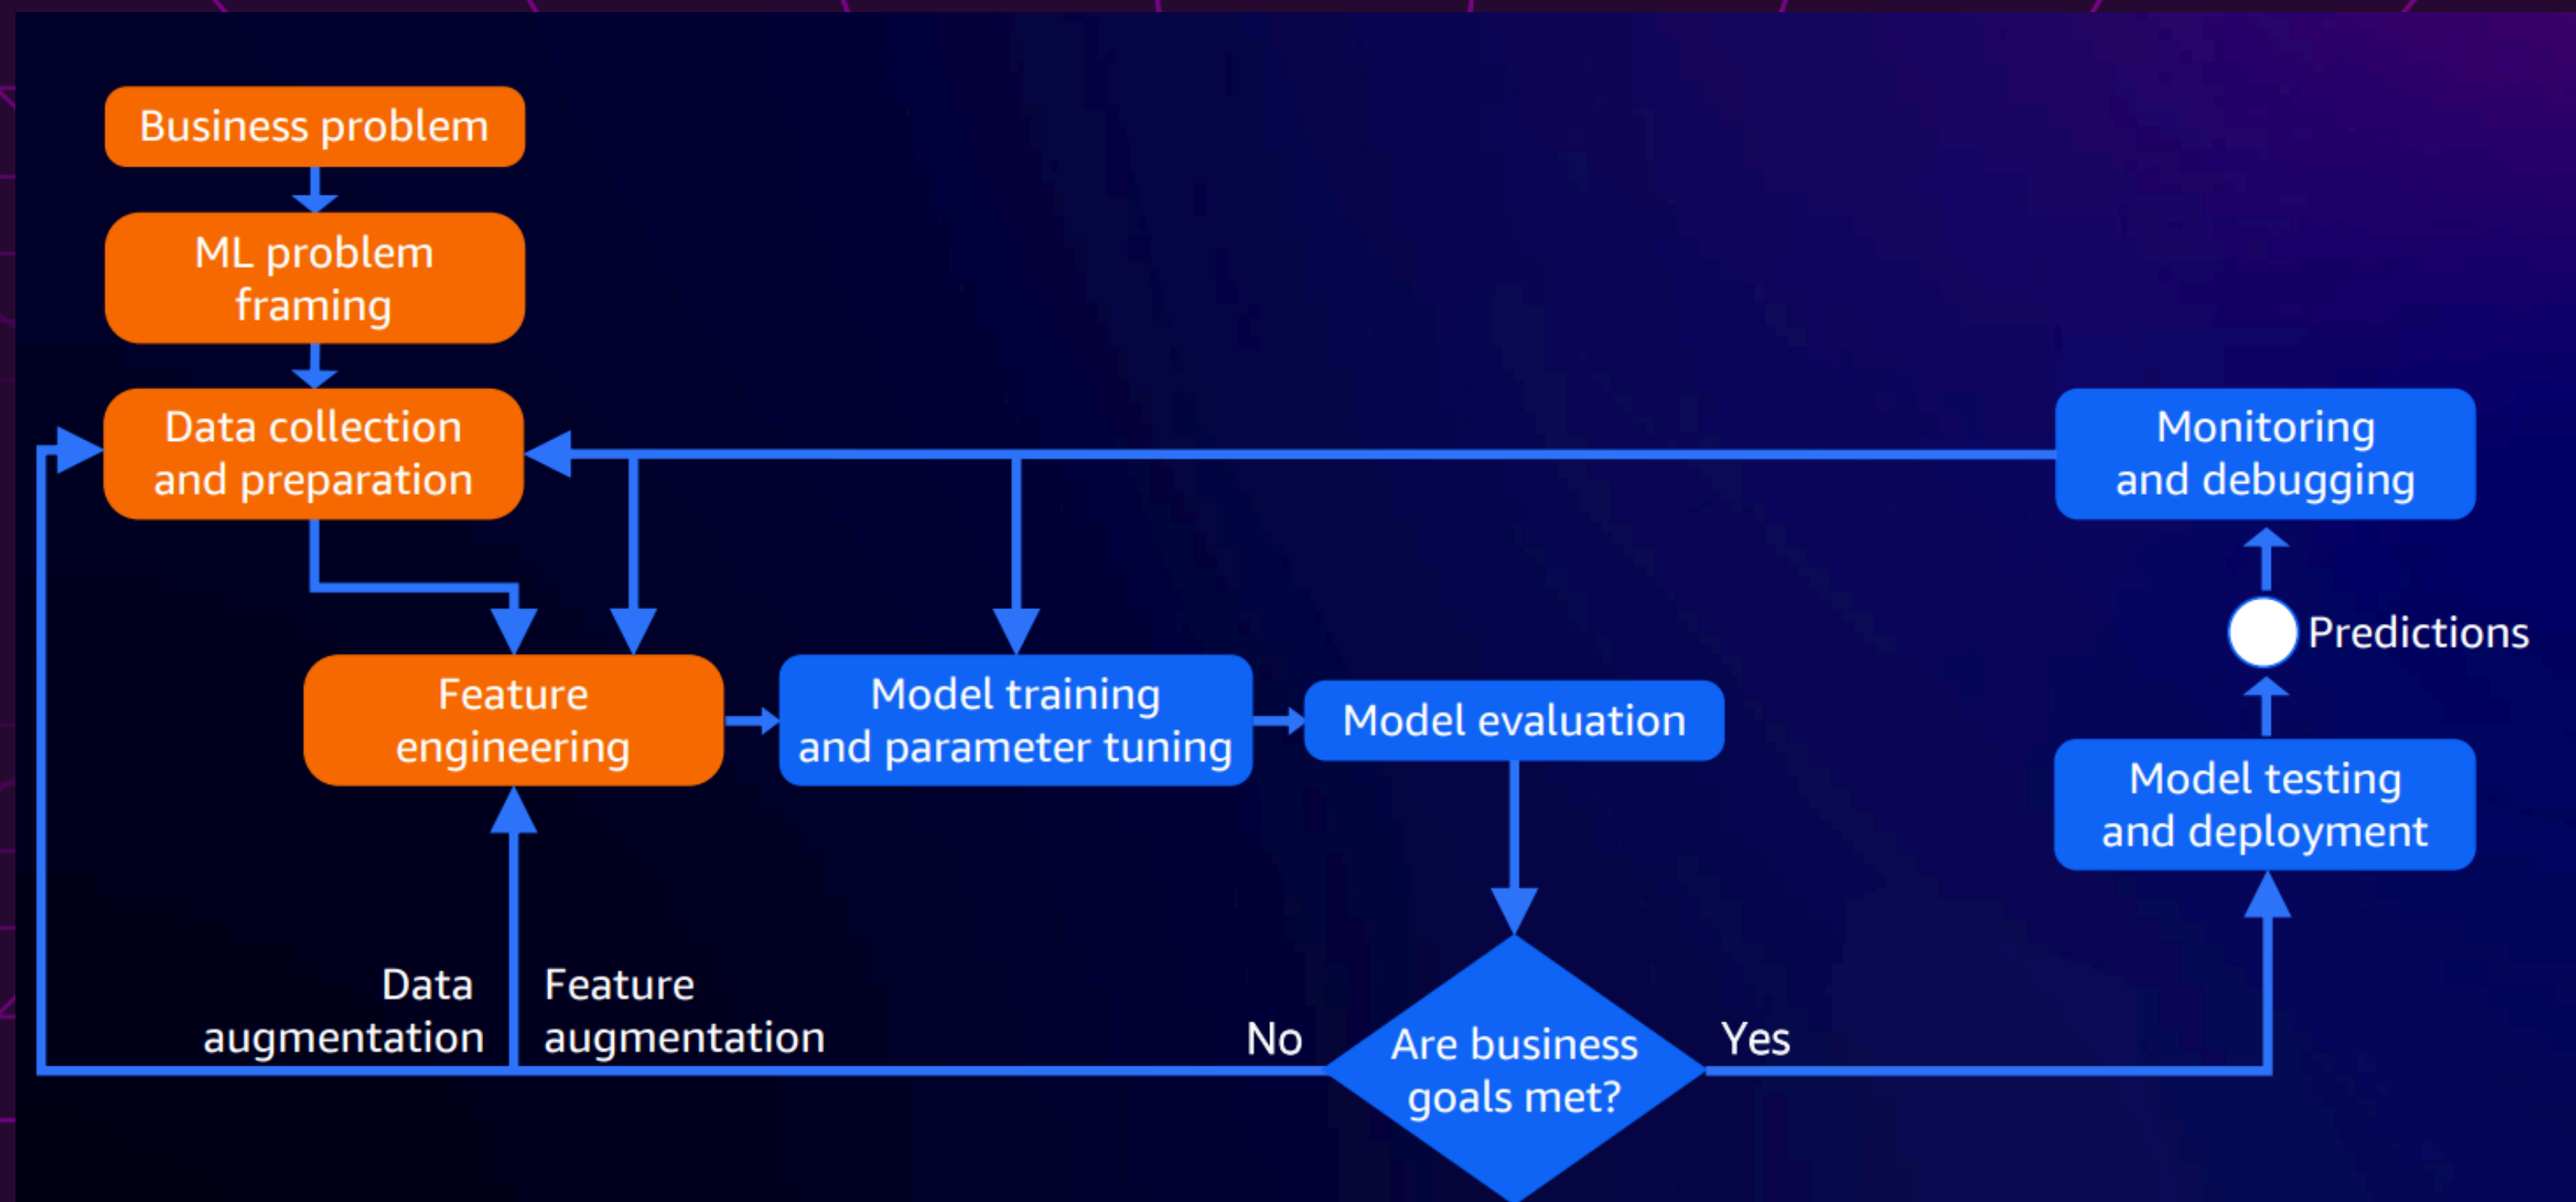 Business problem
ML problem
framing
Data collection
and preparation
Monitoring
and debugging
Predictions
Feature
engineering
Model training
and parameter tuning
Model evaluation
Model testing
and deployment
Data
augmentation
Feature
augmentation
No
Are business
goals met?
Yes